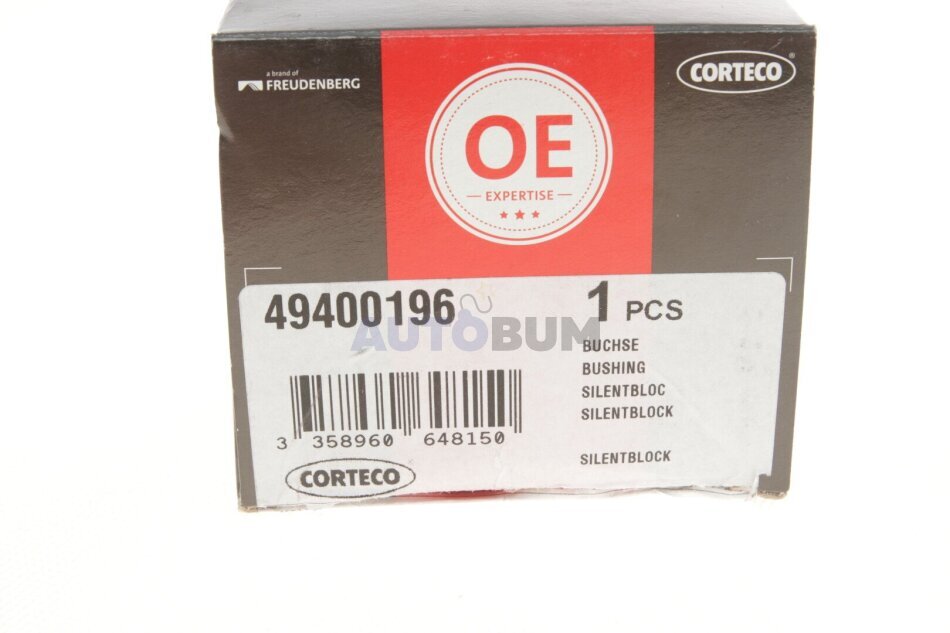 a brand of
FREUDENBERG
CORTECO®
OE
EXPERTISE
49400196
1 PCS
AUTOBUM
BUCHSE
BUSHING
SILENTBLOC
SILENTBLOCK
SILENTBLOCK
3 358960 648150
CORTECO